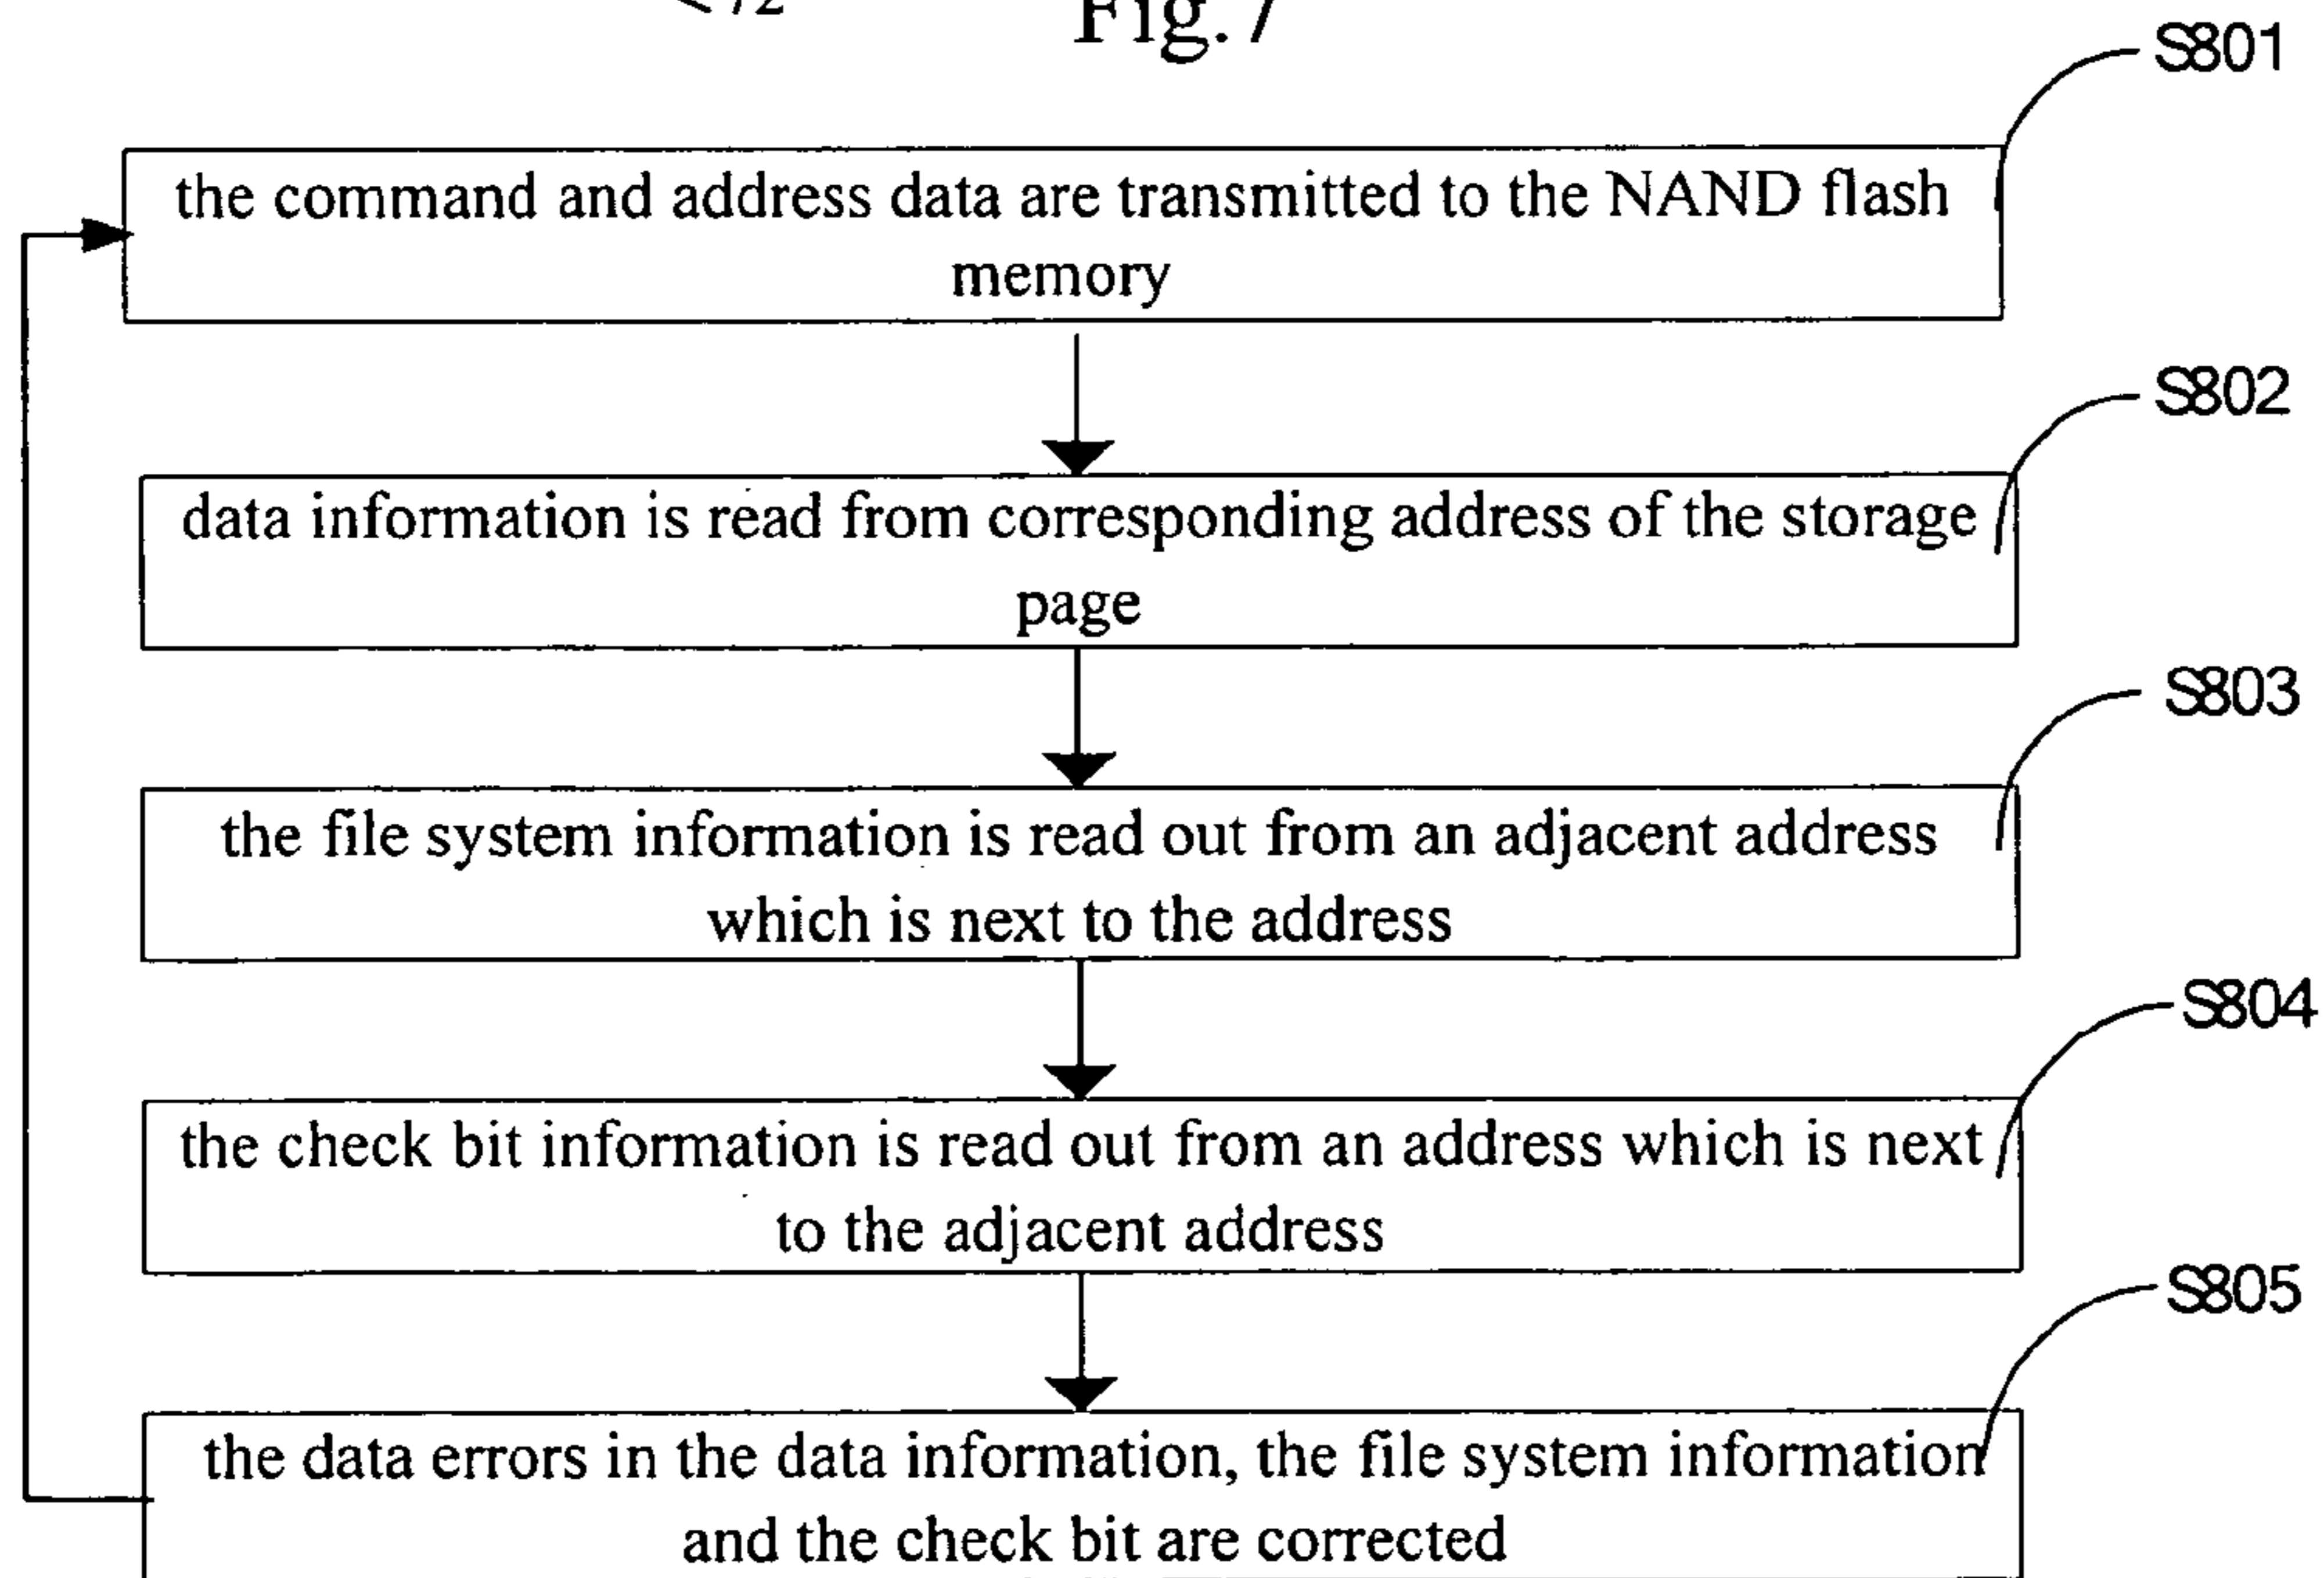 72
Fig. 7
S801
the command and address data are transmitted to the NAND flash
memory
S802
data information is read from corresponding address of the storage
page
S803
the file system information is read out from an adjacent address
which is next to the address
S804
the check bit information is read out from an address which is next
to the adjacent address
S805
the data errors in the data information, the file system information
and the check bit are corrected